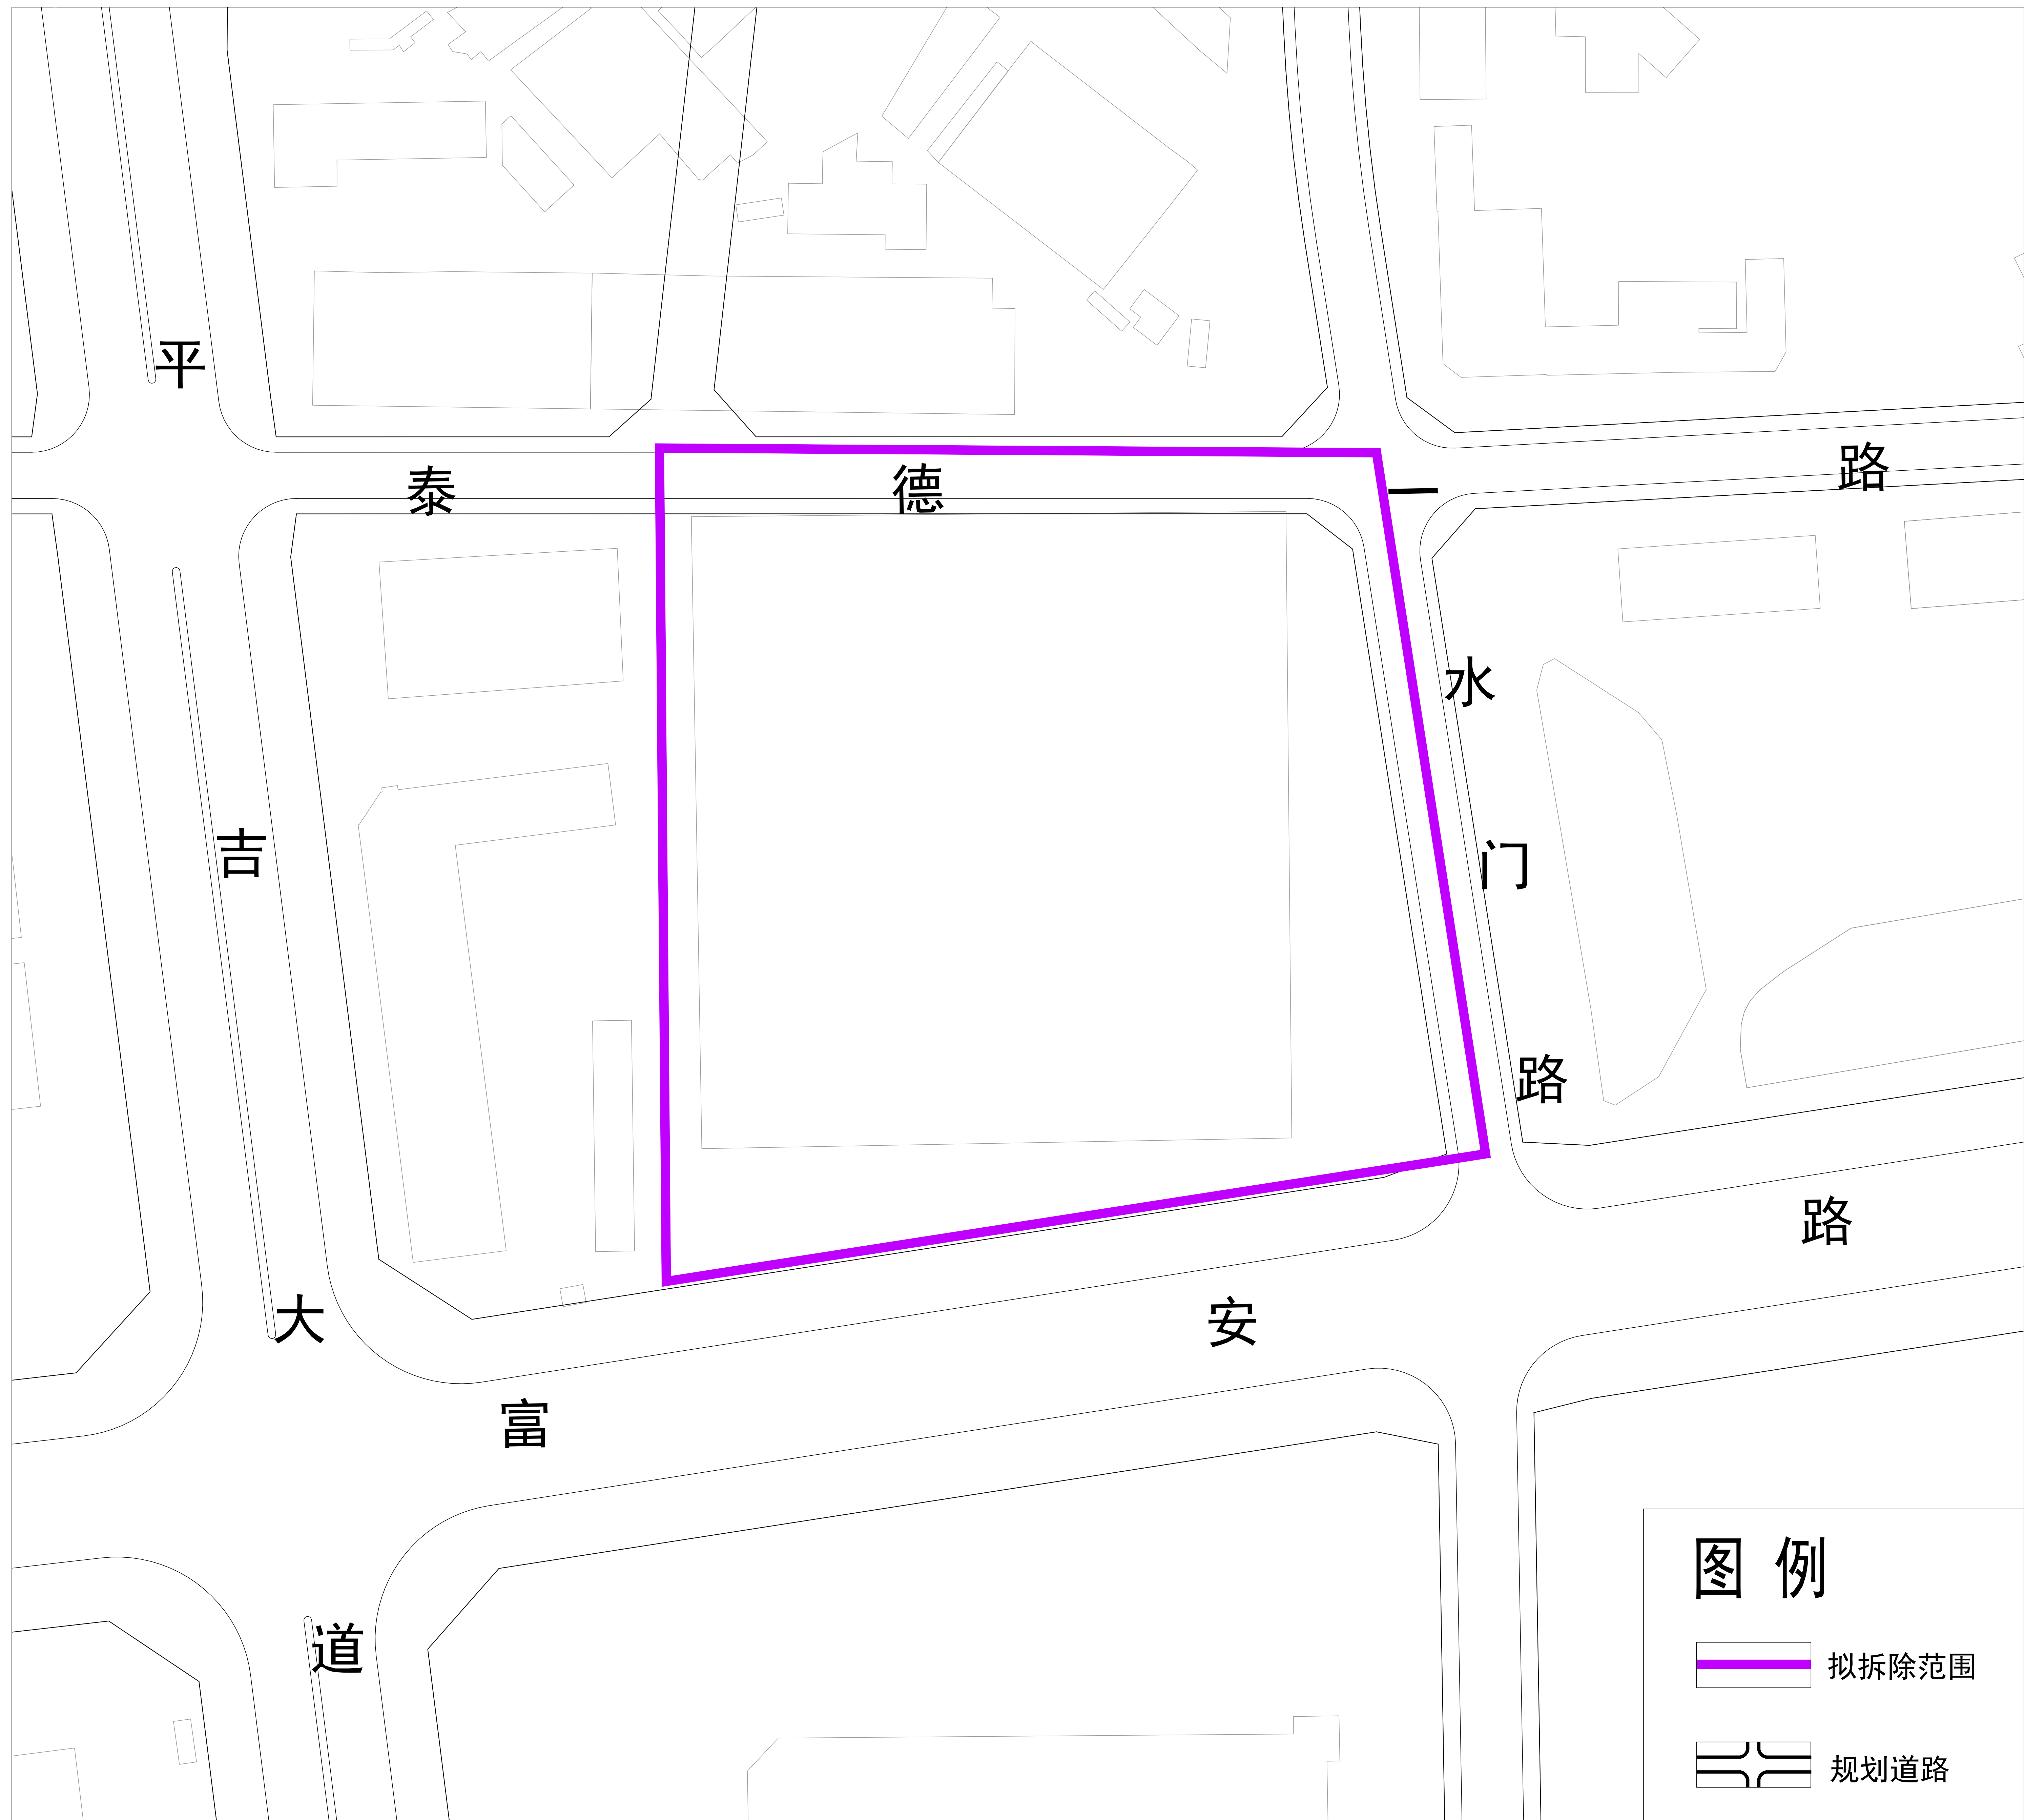 平吉大道
泰德路
一水门路
富安路
图例
拟拆除范围
规划道路